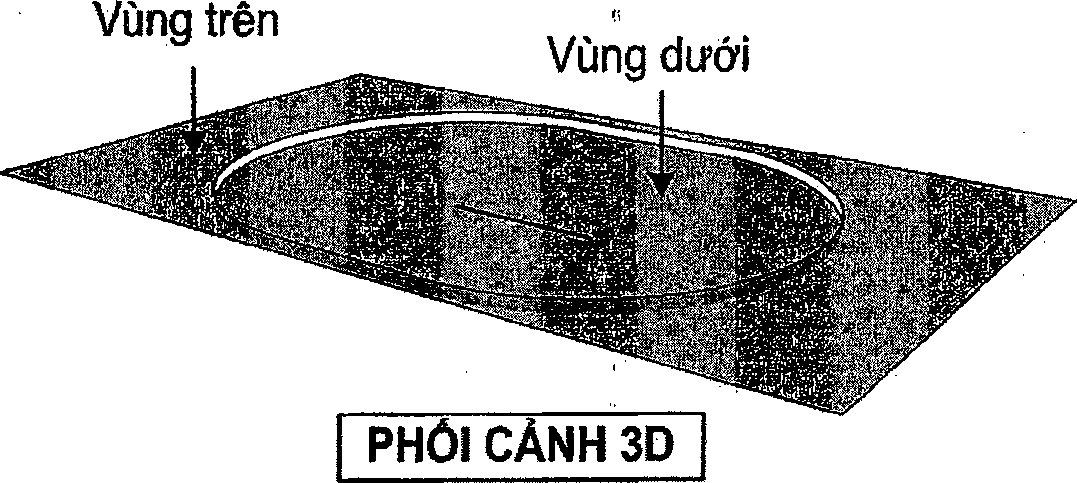 Vùng trên
Vùng dưới
PHỐI CẢNH 3D